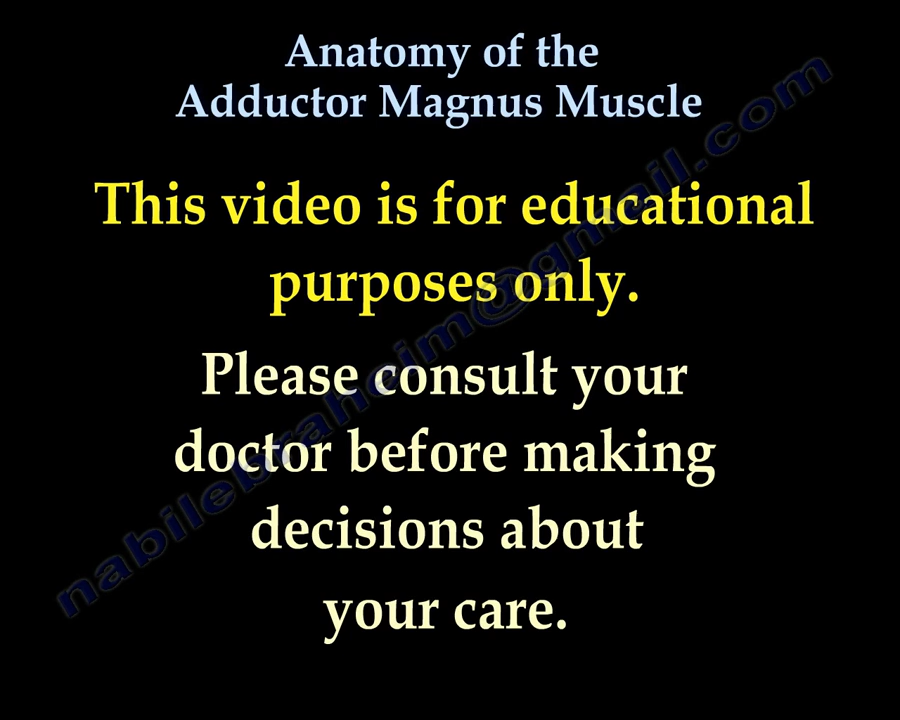 Anatomy of the
Adductor Magnus Muscle
This video is for educational
purposes only.
Please consult your
doctor before making
decisions about
your care.
nabilebraheim@gmail.com